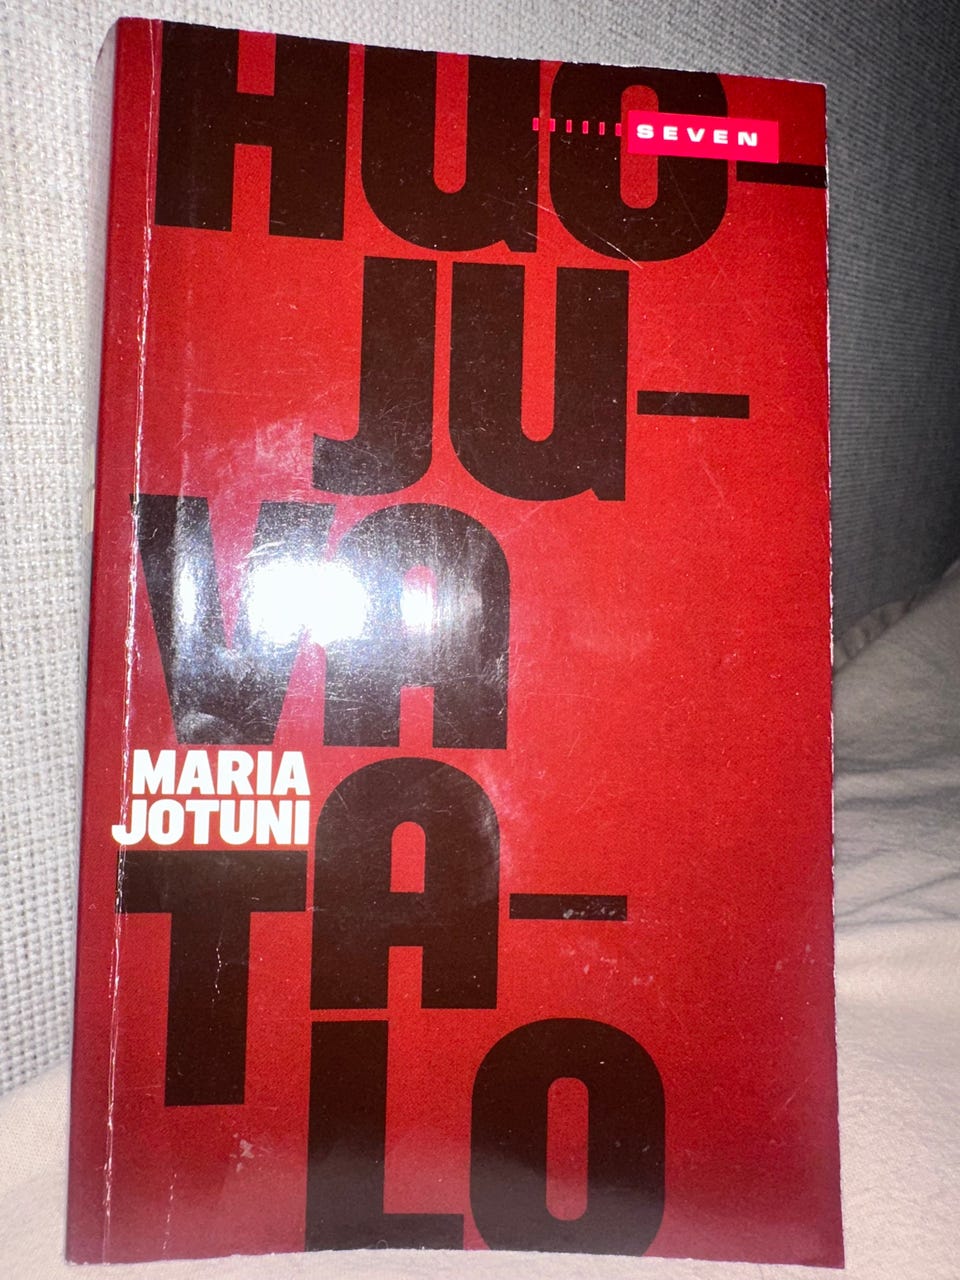 HUO-
SEVEN
JU-
VA
MARIA
JOTUNI
TA-
LO